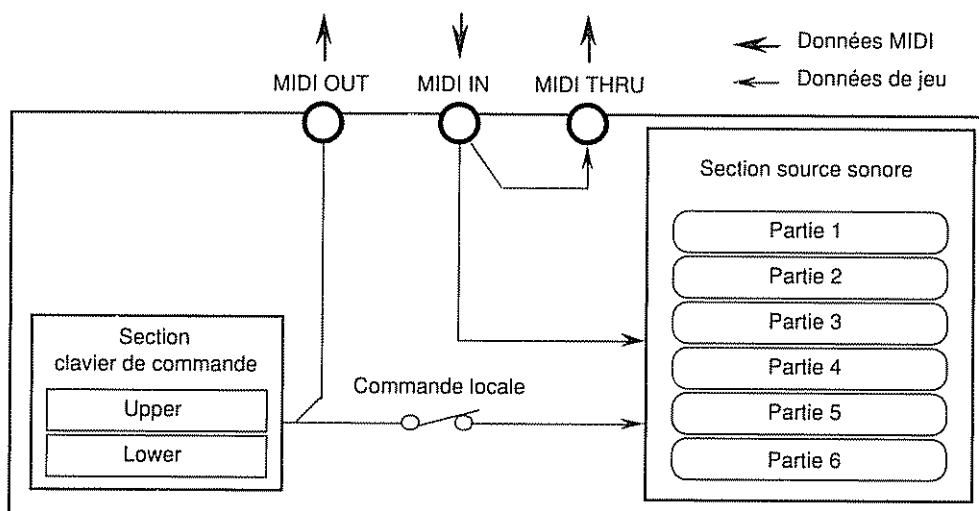 Données MIDI
Données de jeu
MIDI OUT
MIDI IN
MIDI THRU
Section source sonore
Partie 1
Partie 2
Partie 3
Partie 4
Partie 5
Partie 6
Section
clavier de commande
Upper
Lower
Commande locale